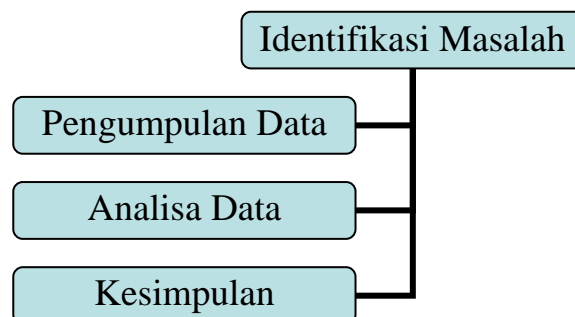 Identifikasi Masalah
Pengumpulan Data
Analisa Data
Kesimpulan